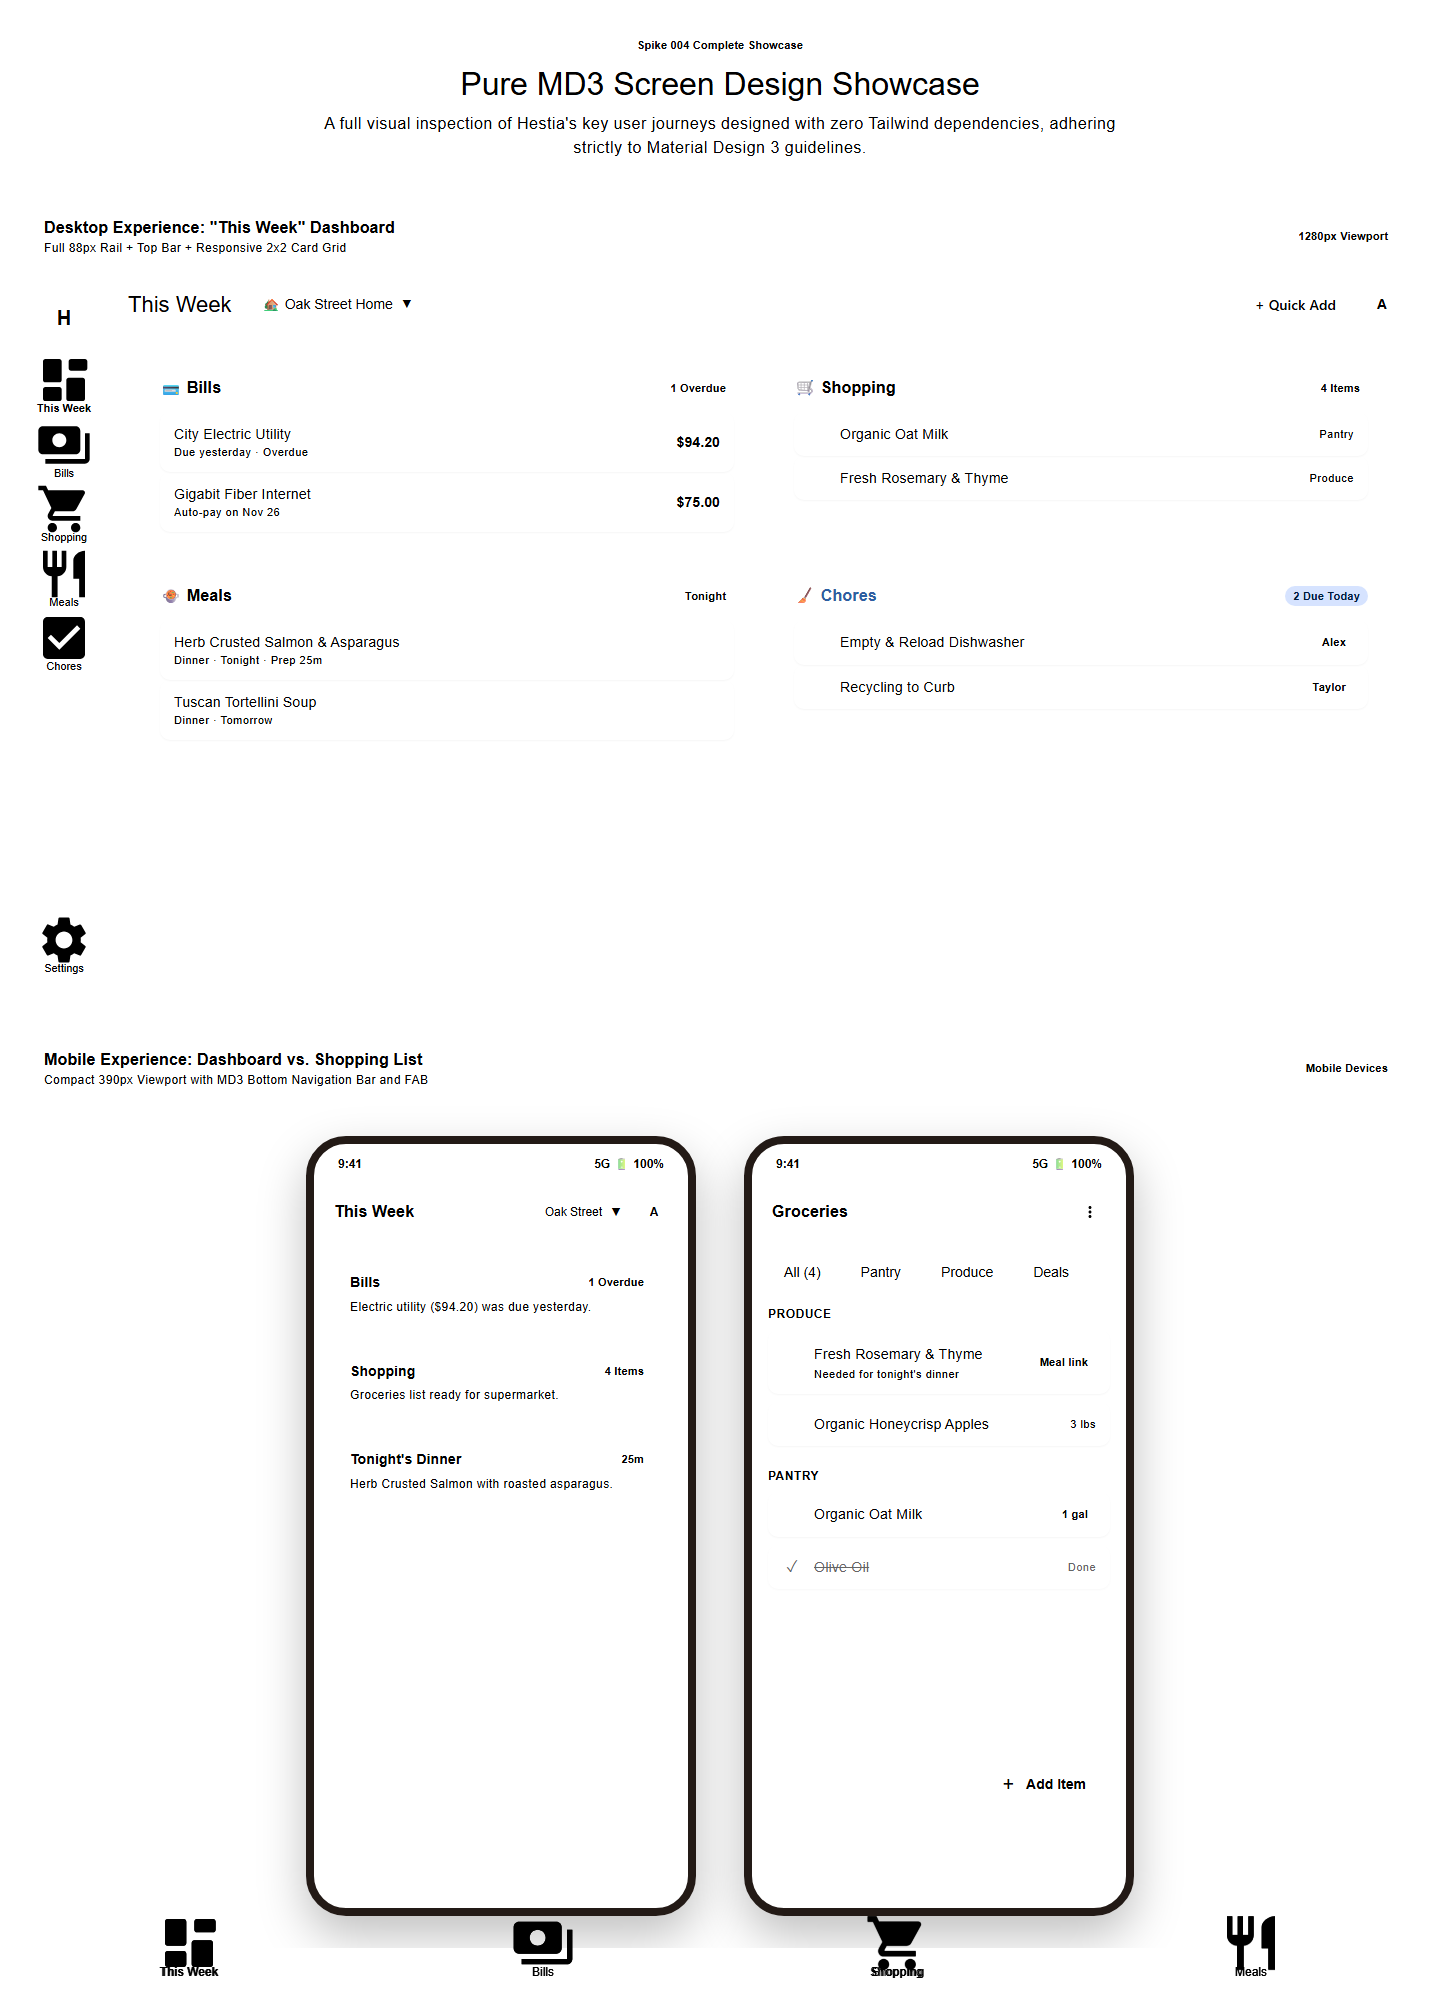 Spike 004 Complete Showcase
Pure MD3 Screen Design Showcase
A full visual inspection of Hestia's key user journeys designed with zero Tailwind dependencies, adhering
strictly to Material Design 3 guidelines.
Desktop Experience: "This Week" Dashboard
Full 88px Rail + Top Bar + Responsive 2x2 Card Grid
1280px Viewport
H
This Week
Bills
Shopping
Meals
Chores
Settings
This Week
Oak Street Home ▼
+ Quick Add
A
Bills
1 Overdue
City Electric Utility
Due yesterday · Overdue
$94.20
Gigabit Fiber Internet
Auto-pay on Nov 26
$75.00
Shopping
4 Items
Organic Oat Milk
Pantry
Fresh Rosemary & Thyme
Produce
Meals
Tonight
Herb Crusted Salmon & Asparagus
Dinner · Tonight · Prep 25m
Tuscan Tortellini Soup
Dinner · Tomorrow
Chores
2 Due Today
Empty & Reload Dishwasher
Alex
Recycling to Curb
Taylor
Mobile Experience: Dashboard vs. Shopping List
Compact 390px Viewport with MD3 Bottom Navigation Bar and FAB
Mobile Devices
9:41
5G 100%
This Week
Oak Street ▼
A
Bills
1 Overdue
Electric utility ($94.20) was due yesterday.
Shopping
4 Items
Groceries list ready for supermarket.
Tonight's Dinner
25m
Herb Crusted Salmon with roasted asparagus.
9:41
5G 100%
Groceries
All (4)
Pantry
Produce
Deals
PRODUCE
Fresh Rosemary & Thyme
Needed for tonight's dinner
Meal link
Organic Honeycrisp Apples
3 lbs
PANTRY
Organic Oat Milk
1 gal
✓ Olive Oil
Done
+ Add Item
This Week
Bills
Shopping
Meals